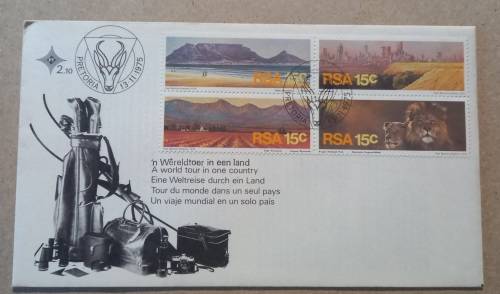 2.10
PRETORIA 13·11·1975
RSA 15c
RSA 15c
PRETORIA
RSA 15c
RSA 15c
'n Wêreldtoer in een land
A world tour in one country
Eine Weltreise durch ein Land
Tour du monde dans un seul pays
Un viaje mundial en un solo país